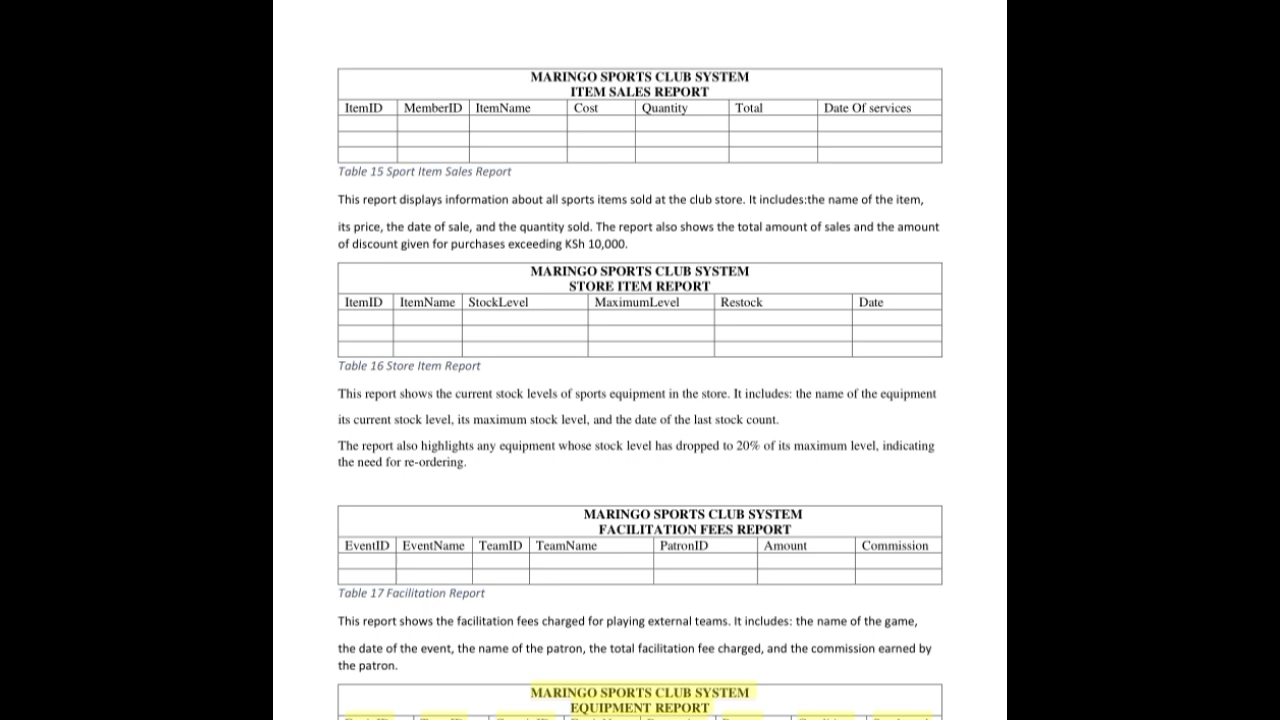 MARINGO SPORTS CLUB SYSTEM
ITEM SALES REPORT
ItemID MemberID ItemName Cost Quantity Total Date Of services
Table 15 Sport Item Sales Report
This report displays information about all sports items sold at the club store. It includes:the name of the item,
its price, the date of sale, and the quantity sold. The report also shows the total amount of sales and the amount
of discount given for purchases exceeding KSh 10,000.
MARINGO SPORTS CLUB SYSTEM
STORE ITEM REPORT
ItemID ItemName StockLevel MaximumLevel Restock Date
Table 16 Store Item Report
This report shows the current stock levels of sports equipment in the store. It includes: the name of the equipment
its current stock level, its maximum stock level, and the date of the last stock count.
The report also highlights any equipment whose stock level has dropped to 20% of its maximum level, indicating
the need for re-ordering.
MARINGO SPORTS CLUB SYSTEM
FACILITATION FEES REPORT
EventID EventName TeamID TeamName PatronID Amount Commission
Table 17 Facilitation Report
This report shows the facilitation fees charged for playing external teams. It includes: the name of the game,
the date of the event, the name of the patron, the total facilitation fee charged, and the commission earned by
the patron.
MARINGO SPORTS CLUB SYSTEM
EQUIPMENT REPORT